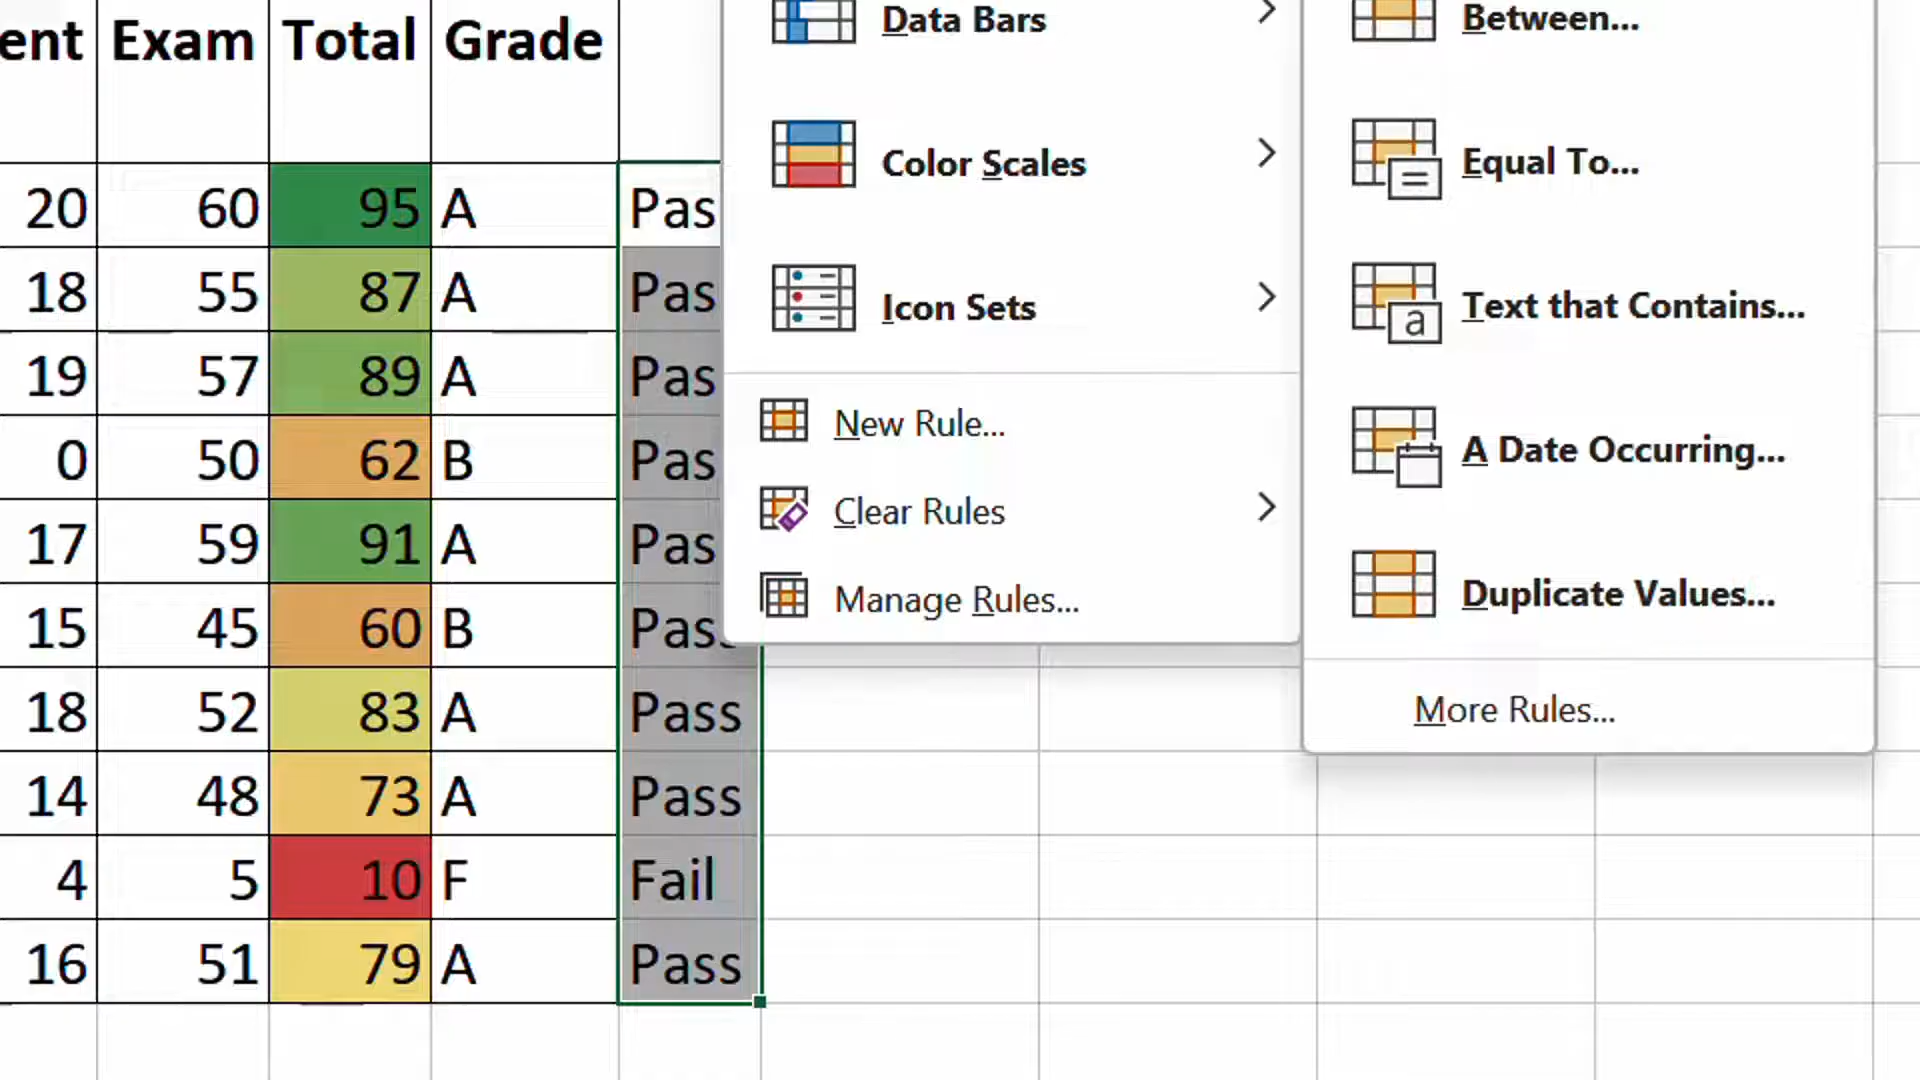 ent Exam Total Grade
20 60 95 A Pas
18 55 87 A Pas
19 57 89 A Pas
0 50 62 B Pas
17 59 91 A Pas
15 45 60 B Pass
18 52 83 A Pass
14 48 73 A Pass
4 5 10 F Fail
16 51 79 A Pass
Data Bars
Color Scales
Icon Sets
New Rule...
Clear Rules
Manage Rules...
Between...
=
Equal To...
a
Text that Contains...
A Date Occurring...
Duplicate Values...
More Rules...